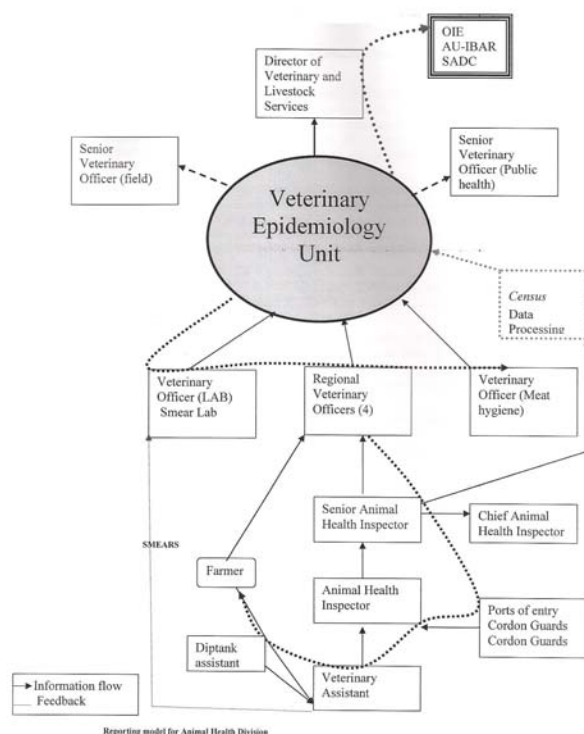 OIE
AU-IBAR
SADC
Director of
Veterinary and
Livestock
Services
Senior
Veterinary
Officer (field)
Senior
Veterinary
Officer (Public
health)
Veterinary
Epidemiology
Unit
Census
Data
Processing
Veterinary
Officer (LAB)
Smear Lab
Regional
Veterinary
Officers (4)
Veterinary
Officer (Meat
hygiene)
Senior Animal
Health Inspector
Chief Animal
Health Inspector
SMEARS
Farmer
Animal Health
Inspector
Ports of entry
Cordon Guards
Cordon Guards
Diptank
assistant
Veterinary
Assistant
Information flow
Feedback
Reporting model for Animal Health Division